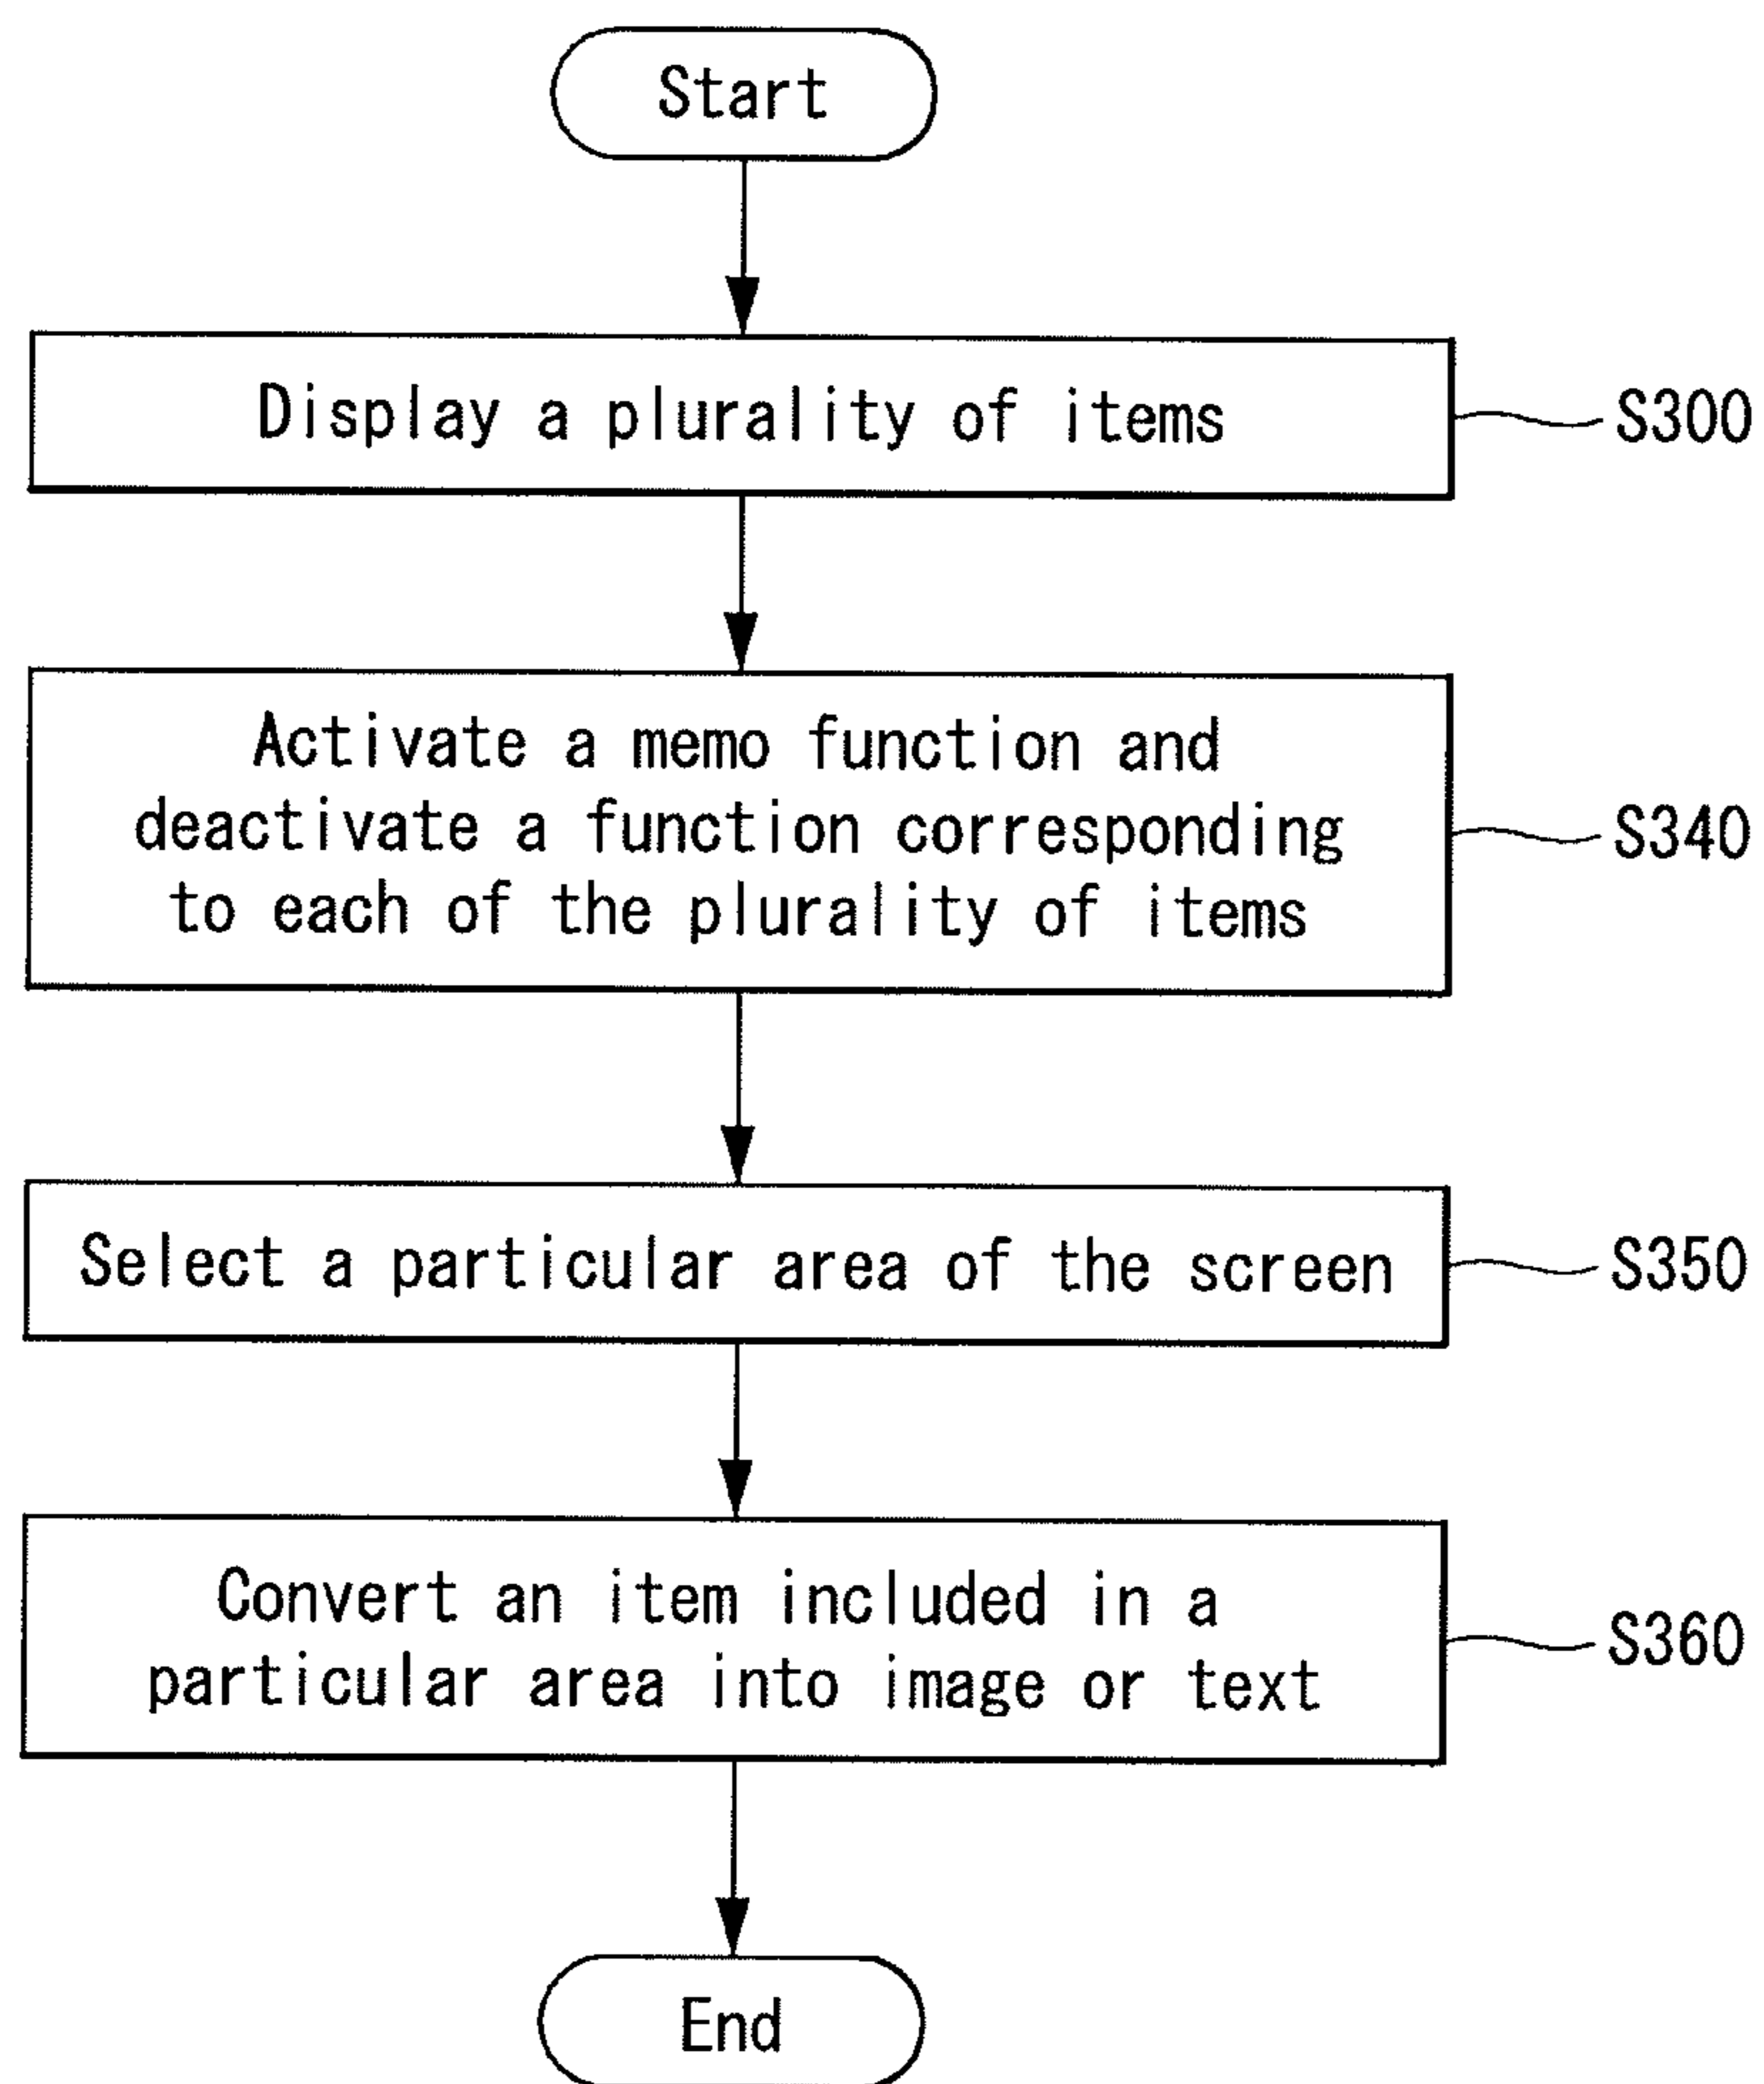 Start
Display a plurality of items
S300
Activate a memo function and
deactivate a function corresponding
to each of the plurality of items
S340
Select a particular area of the screen
S350
Convert an item included in a
particular area into image or text
S360
End